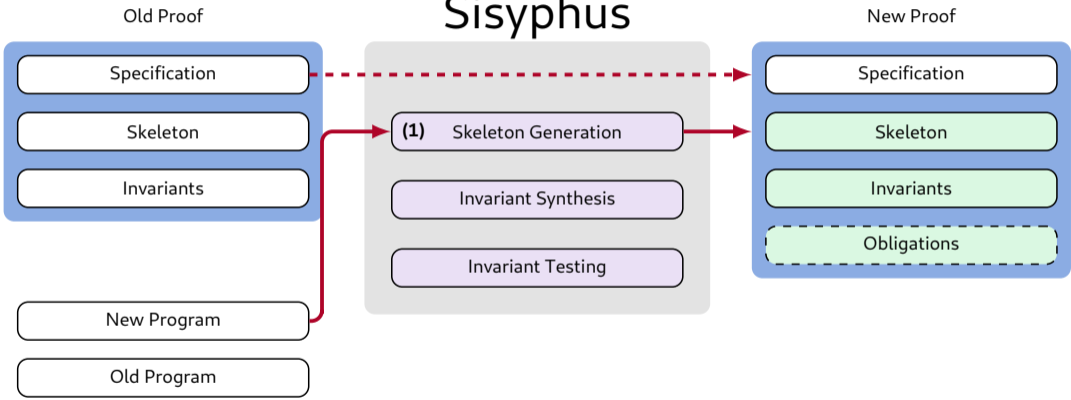 Sisyphus
Old Proof
New Proof
Specification
Skeleton
Invariants
New Program
Old Program
(1) Skeleton Generation
Invariant Synthesis
Invariant Testing
Specification
Skeleton
Invariants
Obligations